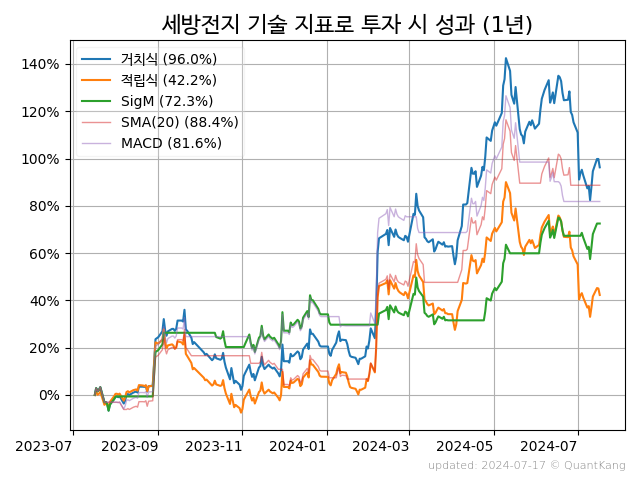 세방전지 기술 지표로 투자 시 성과 (1년)
거치식 (96.0%)
적립식 (42.2%)
SigM (72.3%)
SMA(20) (88.4%)
MACD (81.6%)
140%
120%
100%
80%
60%
40%
20%
0%
2023-07 2023-09 2023-11 2024-01 2024-03 2024-05 2024-07
updated: 2024-07-17 © QuantKang